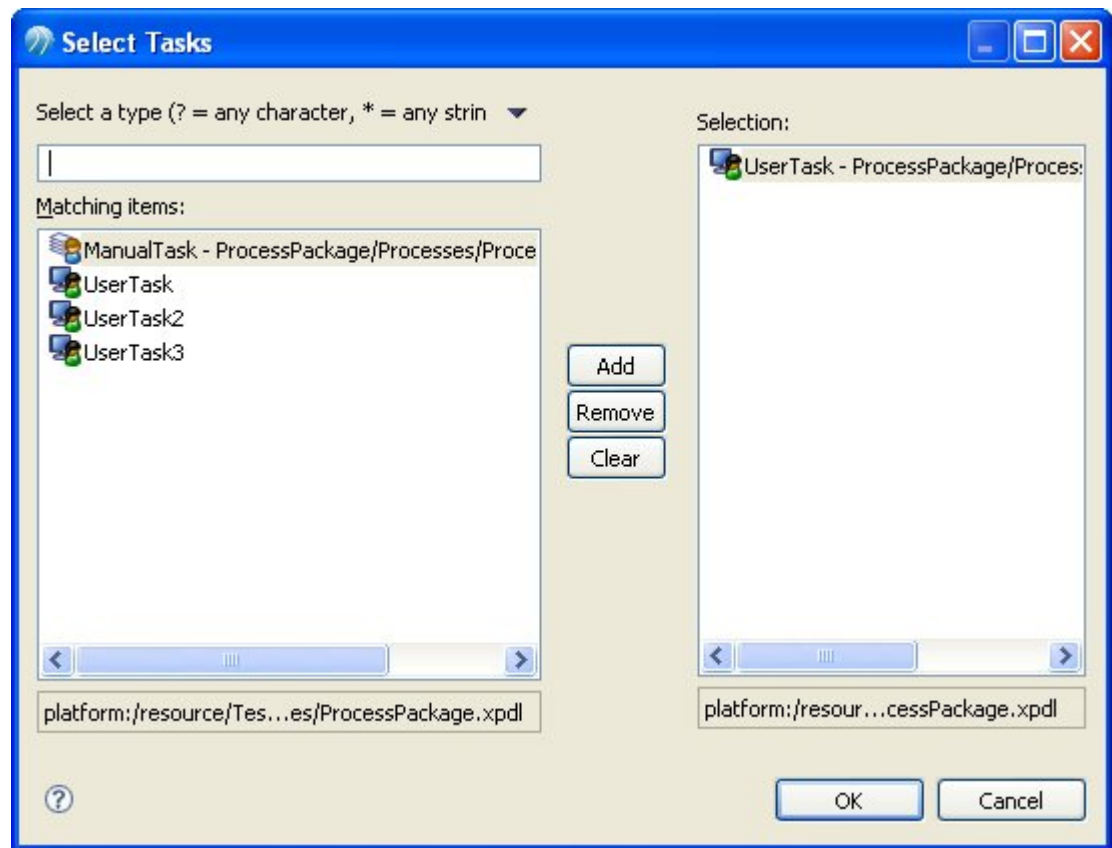 Select Tasks
Select a type (? = any character, * = any strin
Matching items:
ManualTask - ProcessPackage/Processes/Proce
UserTask
UserTask2
UserTask3
platform:/resource/Tes...es/ProcessPackage.xpdl
Add
Remove
Clear
Selection:
UserTask - ProcessPackage/Proces:
platform:/resour...cessPackage.xpdl
?
OK
Cancel